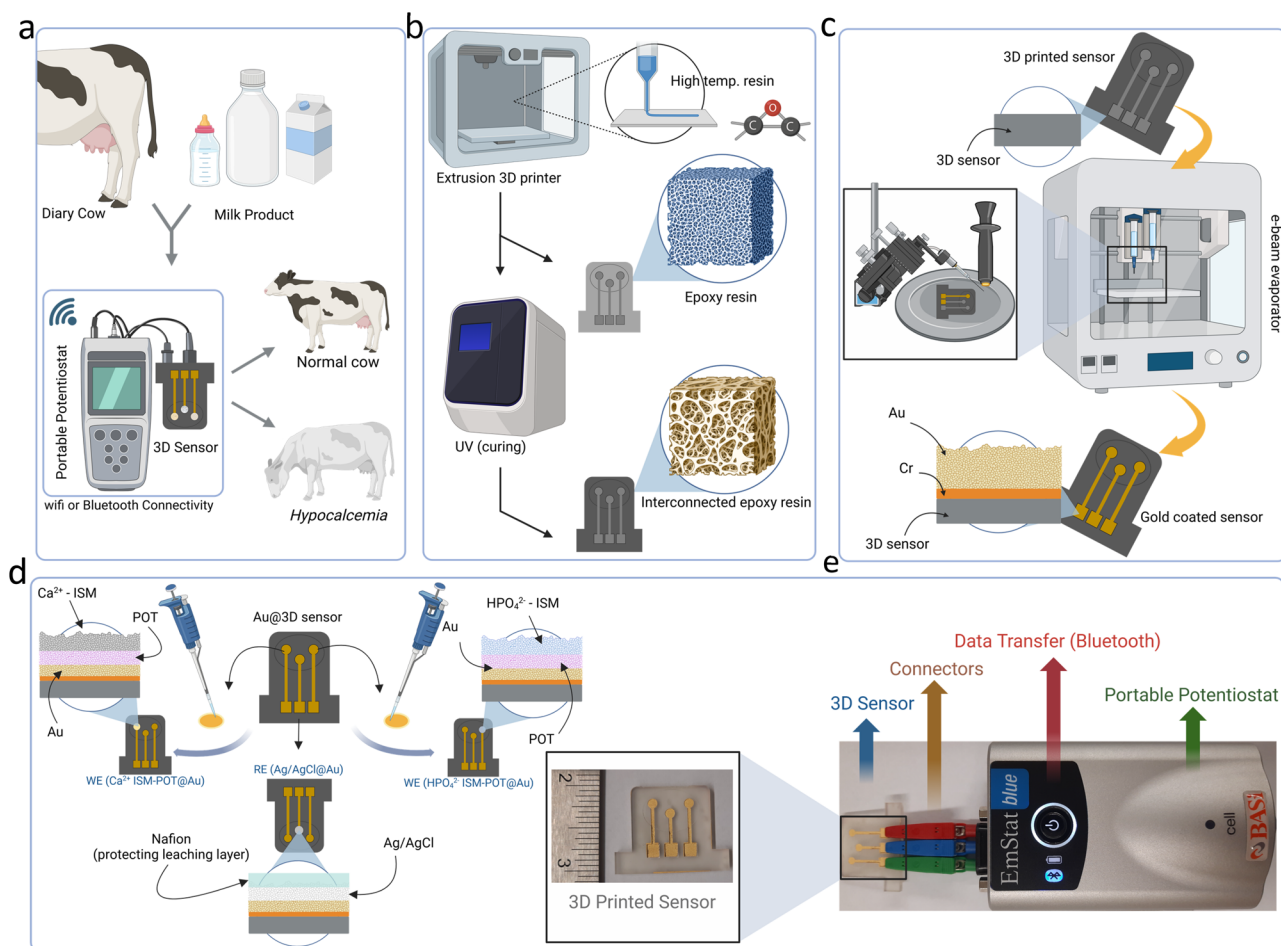 a
Diary Cow
Milk Product
Portable Potentiostat
3D Sensor
wifi or Bluetooth Connectivity
Normal cow
Hypocalcemia
b
High temp. resin
C
O
C
Extrusion 3D printer
Epoxy resin
UV (curing)
Interconnected epoxy resin
c
3D printed sensor
3D sensor
e-beam evaporator
Au
Cr
3D sensor
Gold coated sensor
d
Ca²⁺ - ISM
POT
Au
WE (Ca²⁺ ISM-POT@Au)
Au@3D sensor
RE (Ag/AgCl@Au)
HPO₄²⁻ - ISM
Au
POT
WE (HPO₄²⁻ ISM-POT@Au)
Nafion
(protecting leaching layer)
Ag/AgCl
e
Data Transfer (Bluetooth)
Connectors
3D Sensor
Portable Potentiostat
2
3
3D Printed Sensor
EmStat blue
cell
BASi